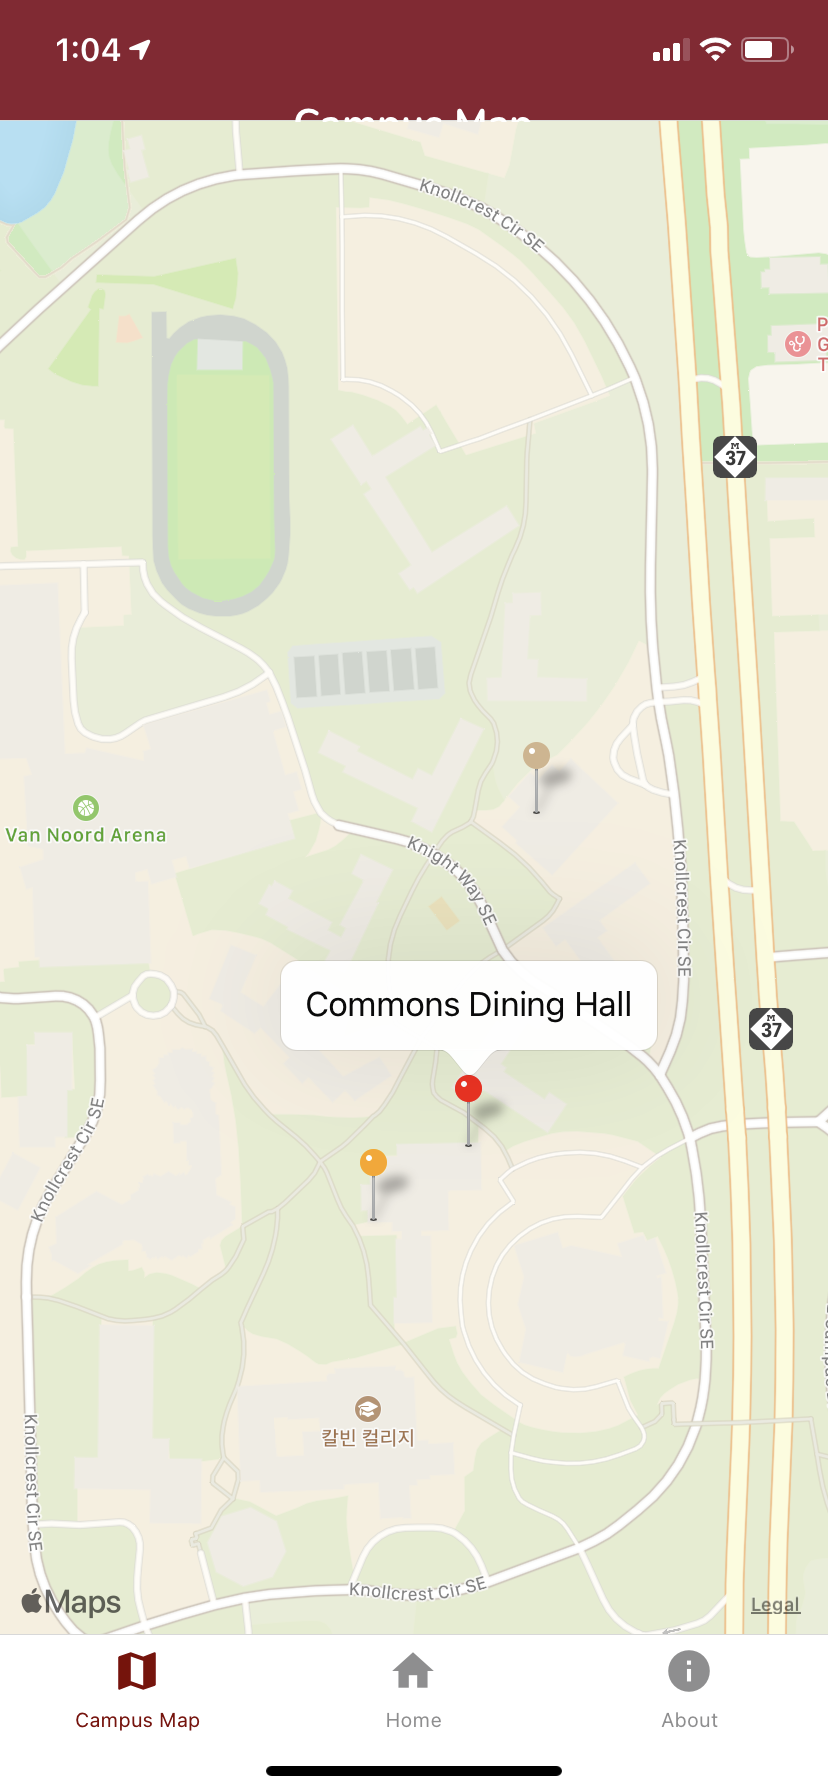 1:04
Campus Map
Knollcrest Cir SE
P
G
T
M
37
Van Noord Arena
Knight Way SE
Knollcrest Cir SE
Commons Dining Hall
M
37
Knollcrest Cir SE
Knollcrest Cir SE
칼빈 컬리지
Knollcrest Cir SE
Knollcrest Cir SE
Maps
Legal
Campus Map
Home
About